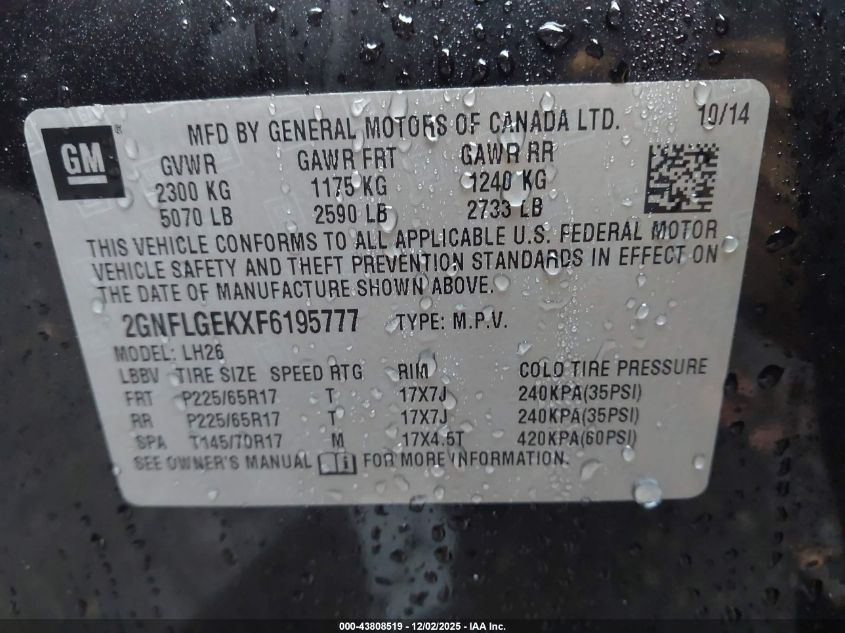 GM
MFD BY GENERAL MOTORS OF CANADA LTD. 10/14
GVWR GAWR FRT GAWR RR
2300 KG 1175 KG 1240 KG
5070 LB 2590 LB 2733 LB
THIS VEHICLE CONFORMS TO ALL APPLICABLE U.S. FEDERAL MOTOR
VEHICLE SAFETY AND THEFT PREVENTION STANDARDS IN EFFECT ON
THE DATE OF MANUFACTURE SHOWN ABOVE.
2GNFLGEKXF6195777 TYPE: M.P.V.
MODEL: LH26
LBBV TIRE SIZE SPEED RTG RIM COLD TIRE PRESSURE
FRT P225/65R17 T 17X7J 240KPA(35PSI)
RR P225/65R17 T 17X7J 240KPA(35PSI)
SPA T145/70R17 M 17X4.5T 420KPA(60PSI)
SEE OWNER'S MANUAL FOR MORE INFORMATION.
000-43808519 - 12/02/2025 - IAA Inc.